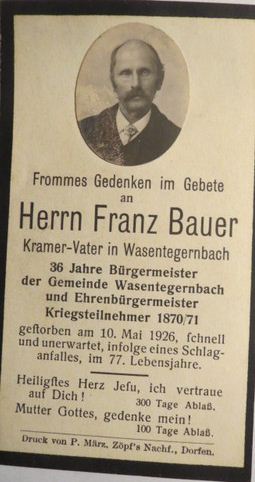 Frommes Gedenken im Gebete
an
Herrn Franz Bauer
Kramer-Vater in Wasentegernbach
36 Jahre Bürgermeister
der Gemeinde Wasentegernbach
und Ehrenbürgermeister
Kriegsteilnehmer 1870/71
geſtorben am 10. Mai 1926, ſchnell
und unerwartet, infolge eines Schlag-
anfalles, im 77. Lebensjahre.
Heiligſtes Herz Jeſu, ich vertraue
auf Dich! 300 Tage Ablaß.
Mutter Gottes, gedenke mein!
100 Tage Ablaß.
Druck von P. März, Zöpf's Nachf., Dorfen.